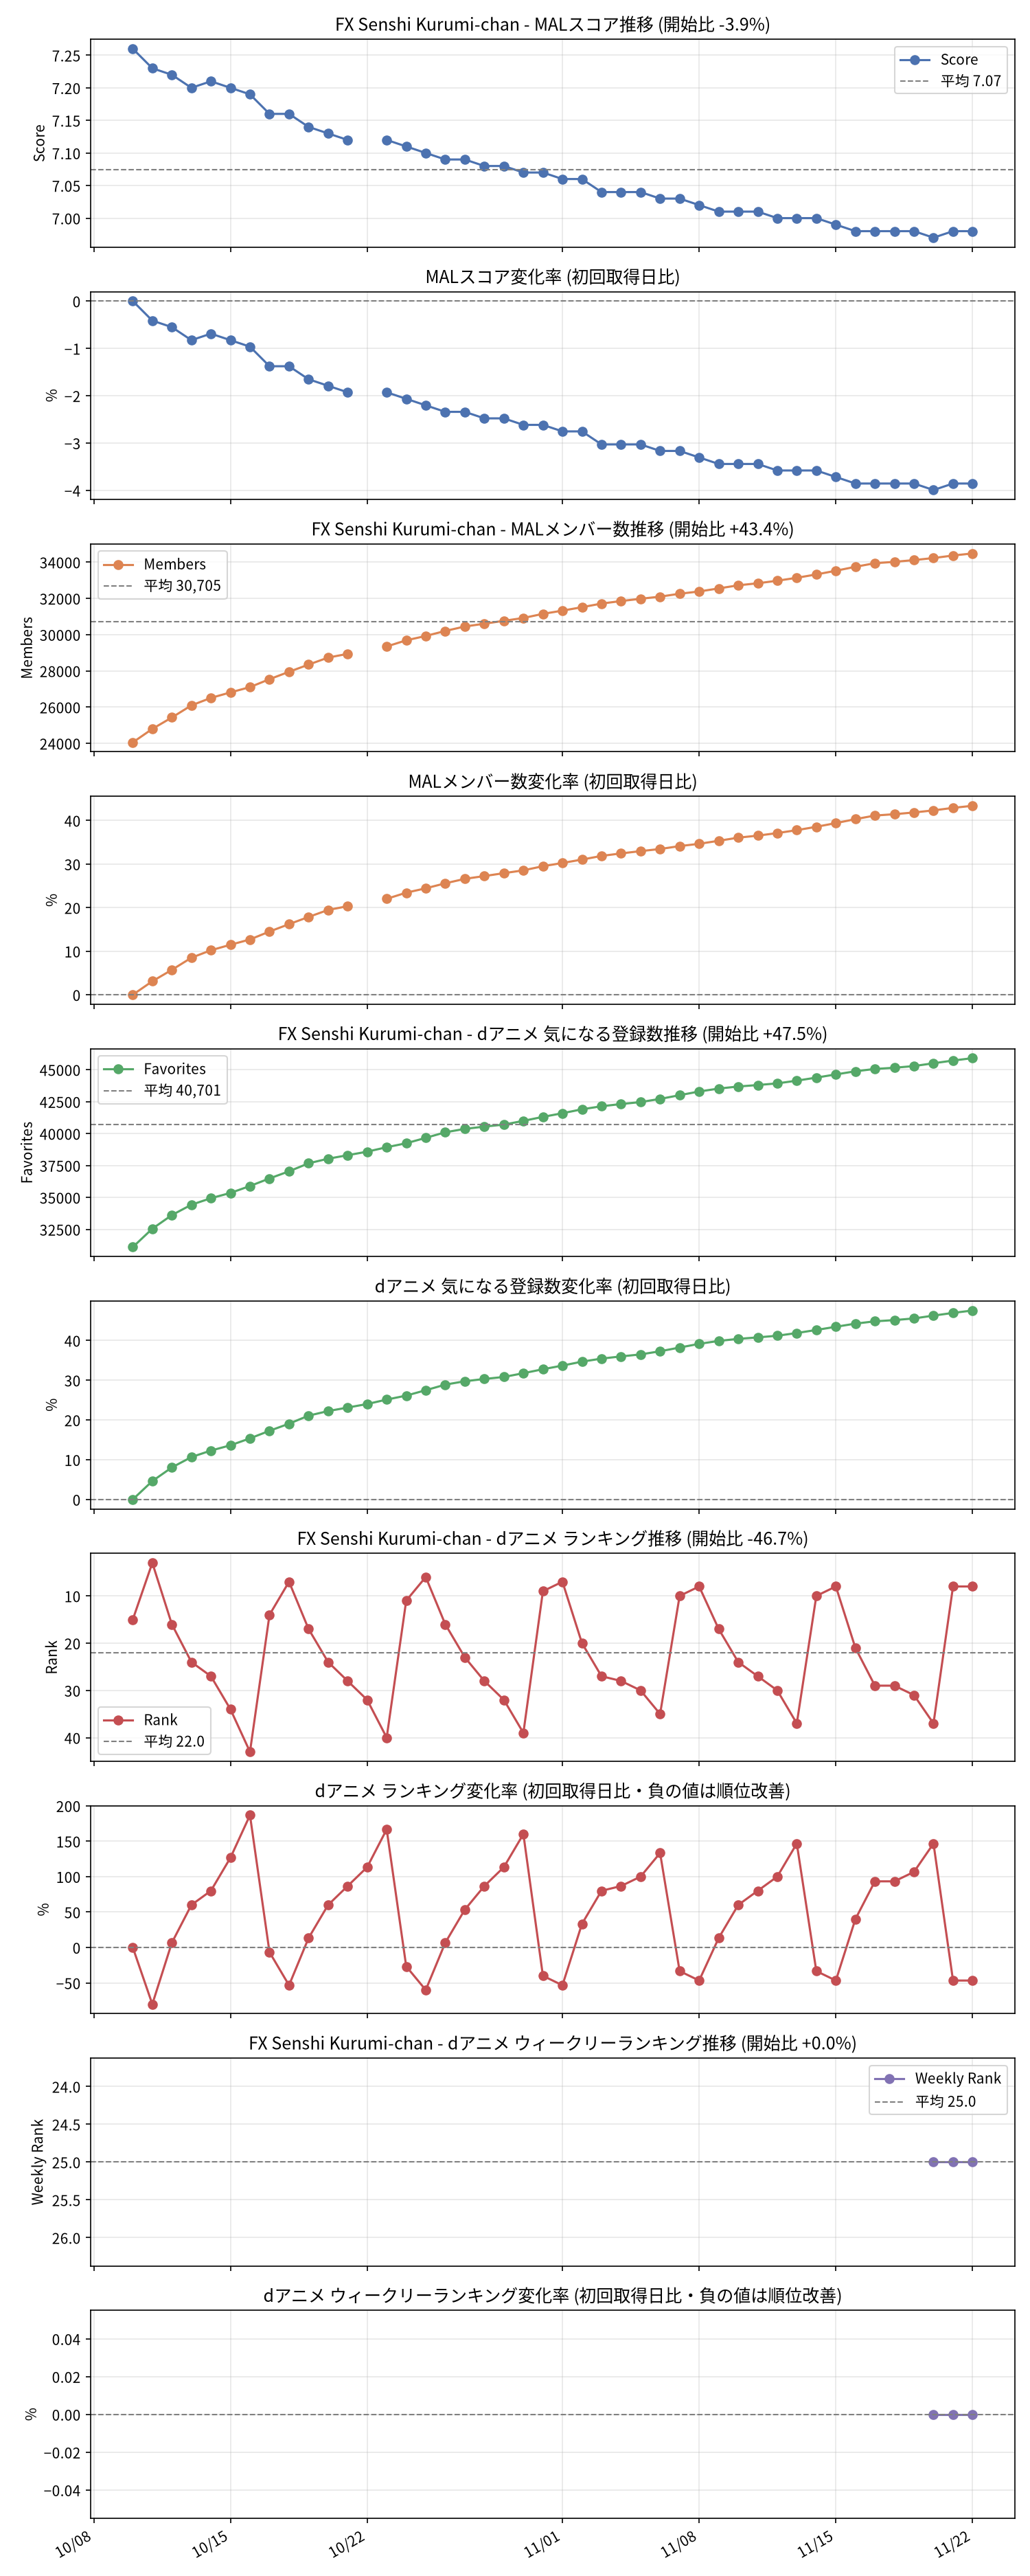 FX Senshi Kurumi-chan - MALスコア推移 (開始比 -3.9%)
7.25
7.20
7.15
7.10
7.05
7.00
Score
Score
平均 7.07
MALスコア変化率 (初回取得日比)
0
−1
−2
−3
−4
%
FX Senshi Kurumi-chan - MALメンバー数推移 (開始比 +43.4%)
34000
32000
30000
28000
26000
24000
Members
Members
平均 30,705
MALメンバー数変化率 (初回取得日比)
40
30
20
10
0
%
FX Senshi Kurumi-chan - dアニメ 気になる登録数推移 (開始比 +47.5%)
45000
42500
40000
37500
35000
32500
Favorites
Favorites
平均 40,701
dアニメ 気になる登録数変化率 (初回取得日比)
40
30
20
10
0
%
FX Senshi Kurumi-chan - dアニメ ランキング推移 (開始比 -46.7%)
10
20
30
40
Rank
Rank
平均 22.0
dアニメ ランキング変化率 (初回取得日比・負の値は順位改善)
200
150
100
50
0
−50
%
FX Senshi Kurumi-chan - dアニメ ウィークリーランキング推移 (開始比 +0.0%)
24.0
24.5
25.0
25.5
26.0
Weekly Rank
Weekly Rank
平均 25.0
dアニメ ウィークリーランキング変化率 (初回取得日比・負の値は順位改善)
0.04
0.02
0.00
−0.02
−0.04
%
10/08
10/15
10/22
11/01
11/08
11/15
11/22